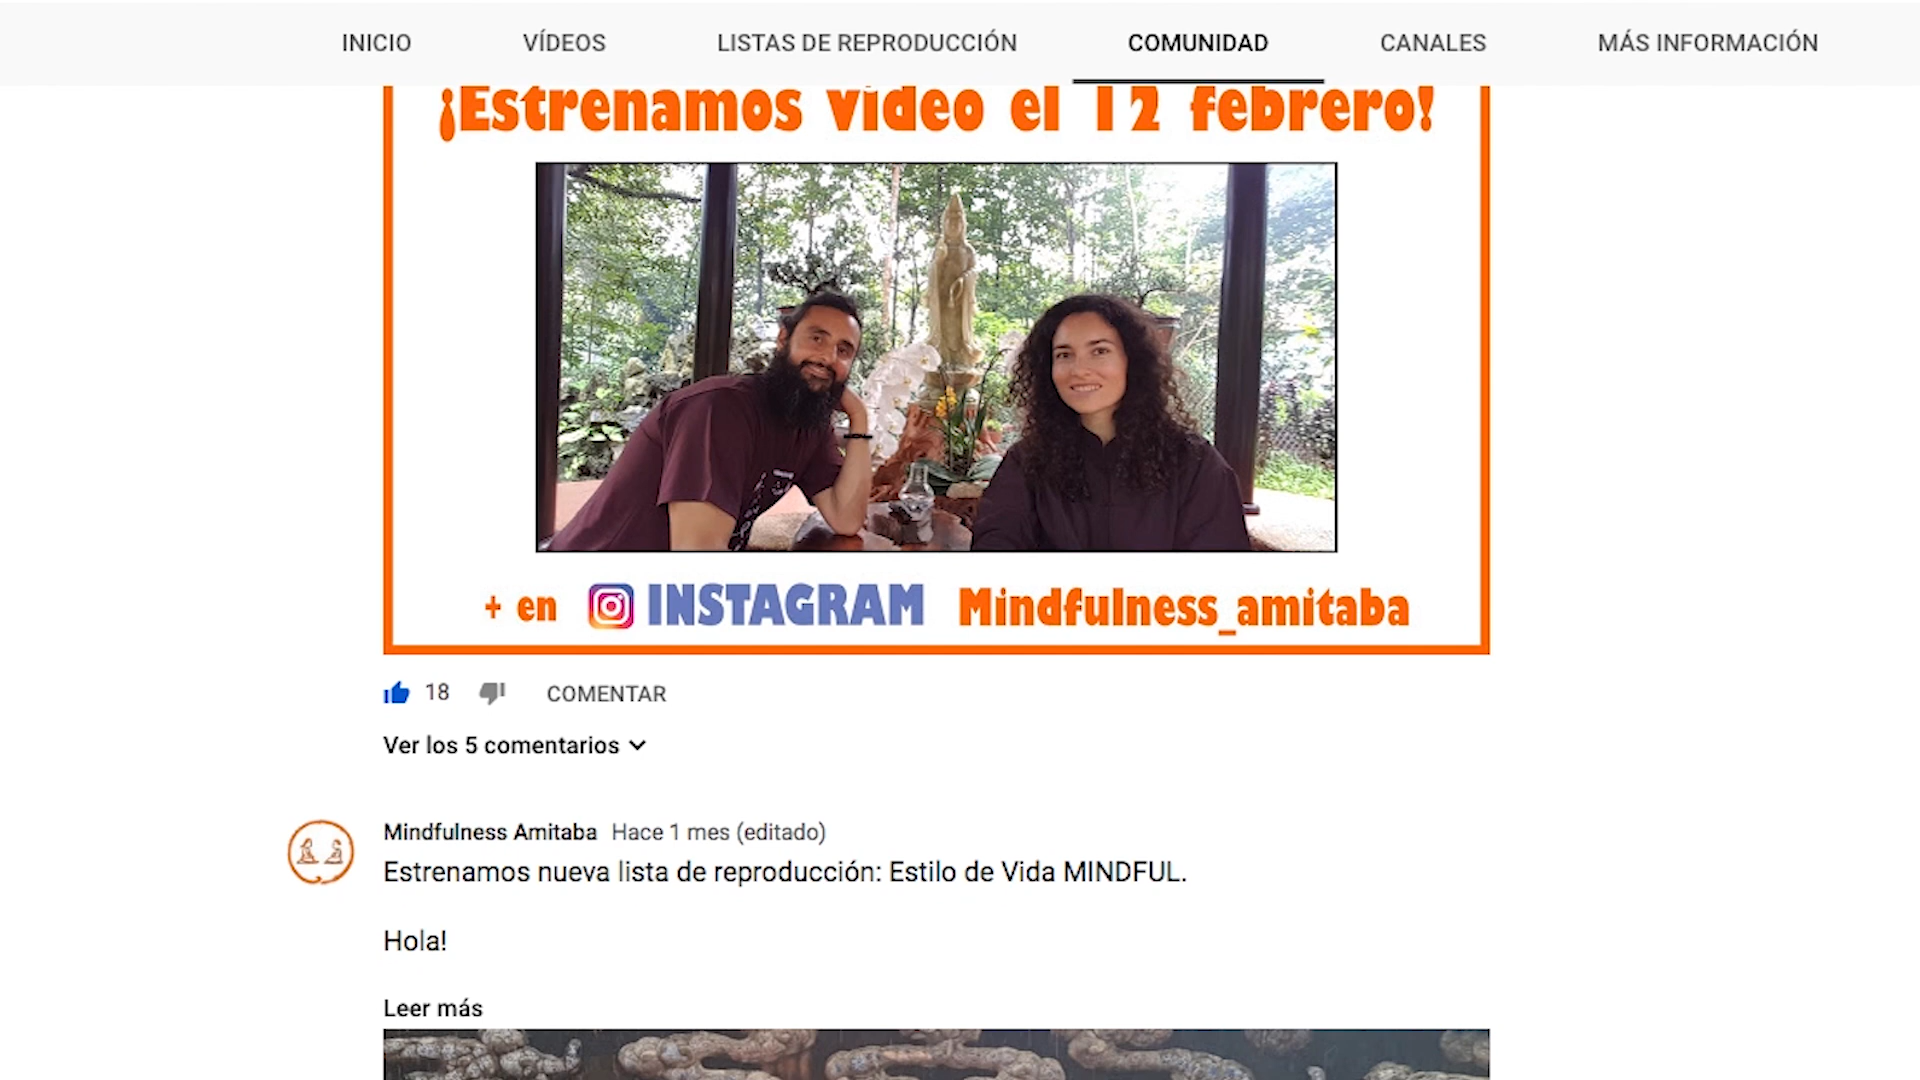 INICIO VÍDEOS LISTAS DE REPRODUCCIÓN COMUNIDAD CANALES MÁS INFORMACIÓN
¡Estrenamos vídeo el 12 febrero!
+ en INSTAGRAM Mindfulness_amitaba
18 COMENTAR
Ver los 5 comentarios
Mindfulness Amitaba Hace 1 mes (editado)
Estrenamos nueva lista de reproducción: Estilo de Vida MINDFUL.
Hola!
Leer más